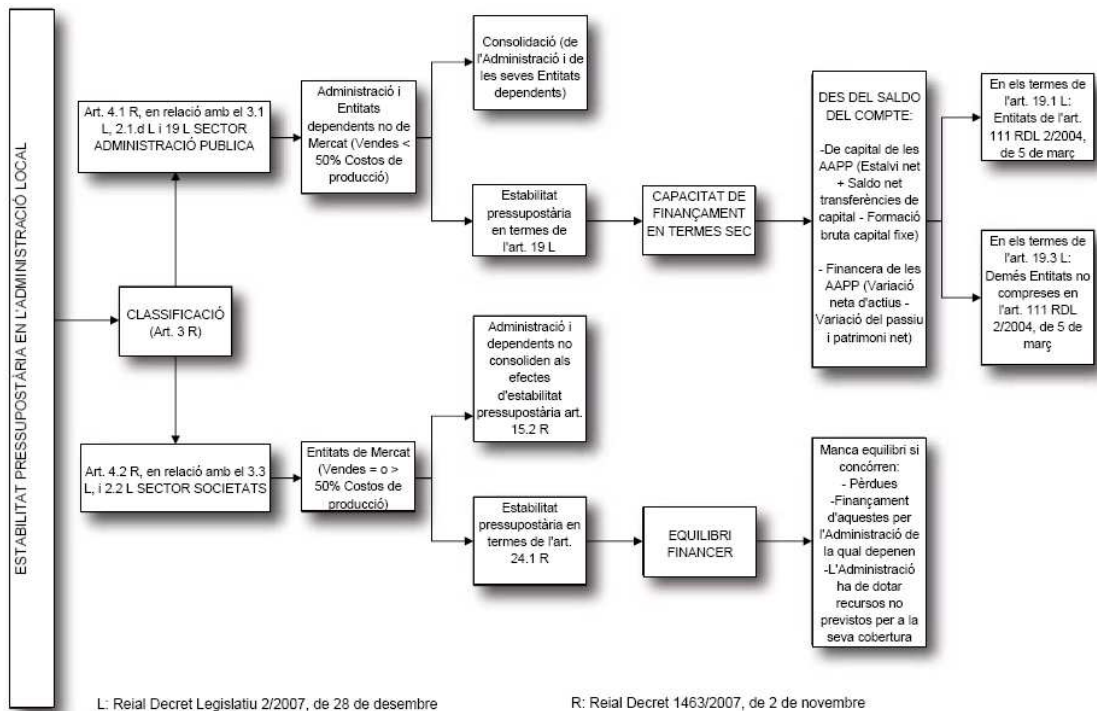 ESTABILITAT PRESSUPOSTÀRIA EN L'ADMINISTRACIÓ LOCAL
CLASSIFICACIÓ
(Art. 3 R)
Art. 4.1 R, en relació amb el 3.1
L, 2.1.d L i 19 L SECTOR
ADMINISTRACIÓ PUBLICA
Administració i
Entitats
dependents no de
Mercat (Vendes <
50% Costos de
producció)
Consolidació (de
l'Administració i de
les seves Entitats
dependents)
Estabilitat
pressupostària
en termes de
l'art. 19 L
CAPACITAT DE
FINANÇAMENT
EN TERMES SEC
DES DEL SALDO
DEL COMPTE:
-De capital de les
AAPP (Estalvi net
+ Saldo net
transferències de
capital - Formació
bruta capital fixe)
- Financera de les
AAPP (Variació
neta d'actius -
Variació del passiu
i patrimoni net)
En els termes de
l'art. 19.1 L:
Entitats de l'art.
111 RDL 2/2004,
de 5 de març
En els termes de
l'art. 19.3 L:
Demés Entitats no
compreses en
l'art. 111 RDL
2/2004, de 5 de
març
Art. 4.2 R, en relació amb el 3.3
L, i 2.2 L SECTOR SOCIETATS
Entitats de Mercat
(Vendes = o >
50% Costos de
producció)
Administració i
dependents no
consoliden als
efectes
d'estabilitat
pressupostària art.
15.2 R
Estabilitat
pressupostària en
termes de l'art.
24.1 R
EQUILIBRI
FINANCER
Manca equilibri si
concórren:
- Pèrdues
-Finançament
d'aquestes per
l'Administració de
la qual depenen
-L'Administració
ha de dotar
recursos no
previstos per a la
seva cobertura
L: Reial Decret Legislatiu 2/2007, de 28 de desembre
R: Reial Decret 1463/2007, de 2 de novembre